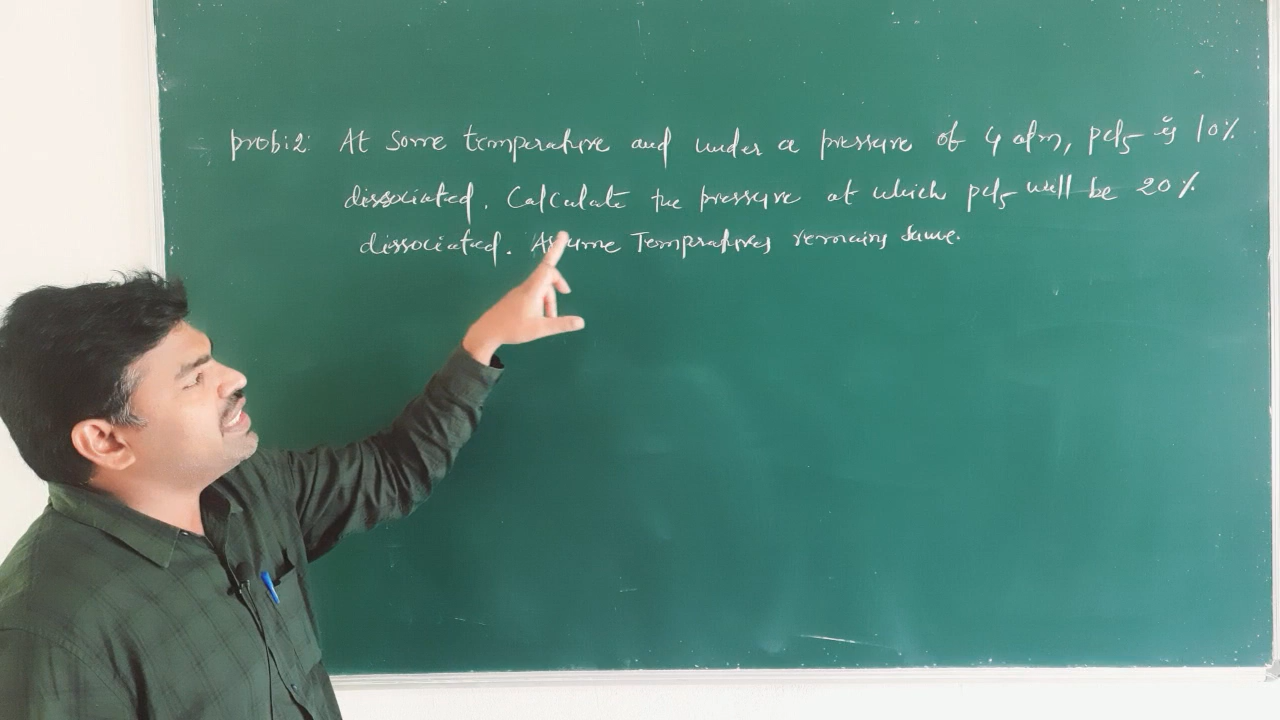 prob:2: At some temperature and under a pressure of 4 atm, pcl5 is 10%
dissociated. Calculate the pressure at which pcl5 will be 20%
dissociated. Assume Temperatures remains same.